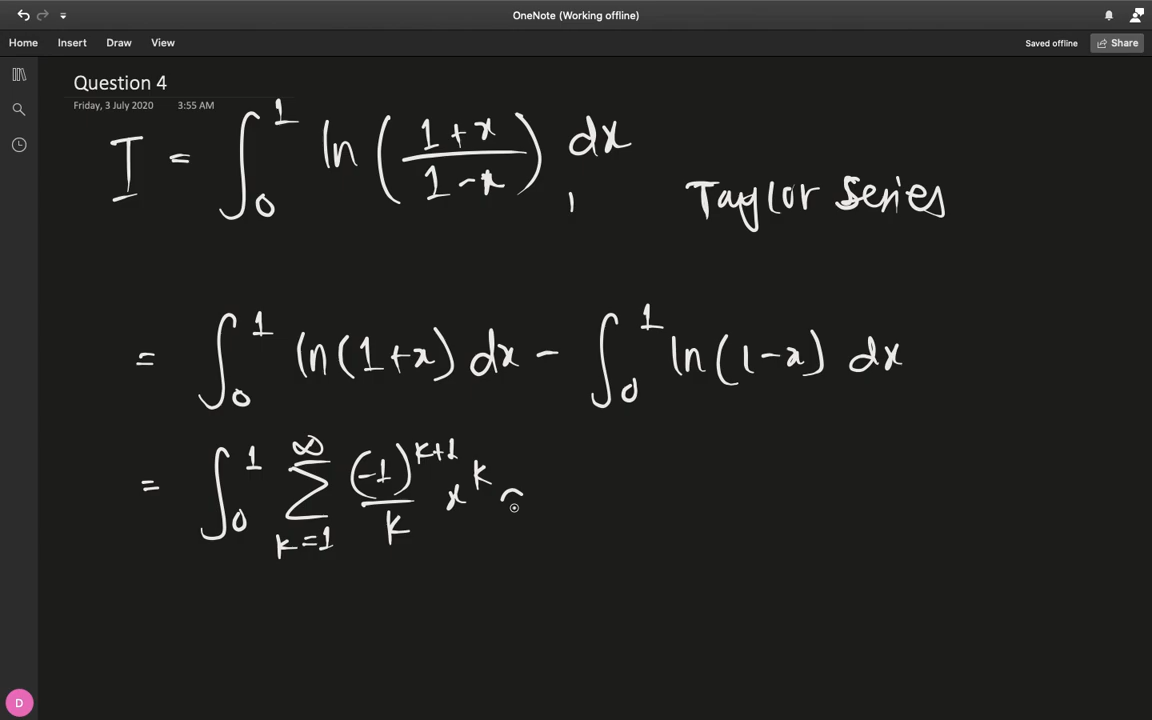 OneNote (Working offline)
Home Insert Draw View
Saved offline Share
Question 4
Friday, 3 July 2020 3:55 AM
I = ∫₀¹ ln((1+x)/(1-x)) dx
Taylor Series
= ∫₀¹ ln(1+x) dx - ∫₀¹ ln(1-x) dx
= ∫₀¹ ∑_{k=1}^{∞} (-1)^{k+1}/k x^k
D